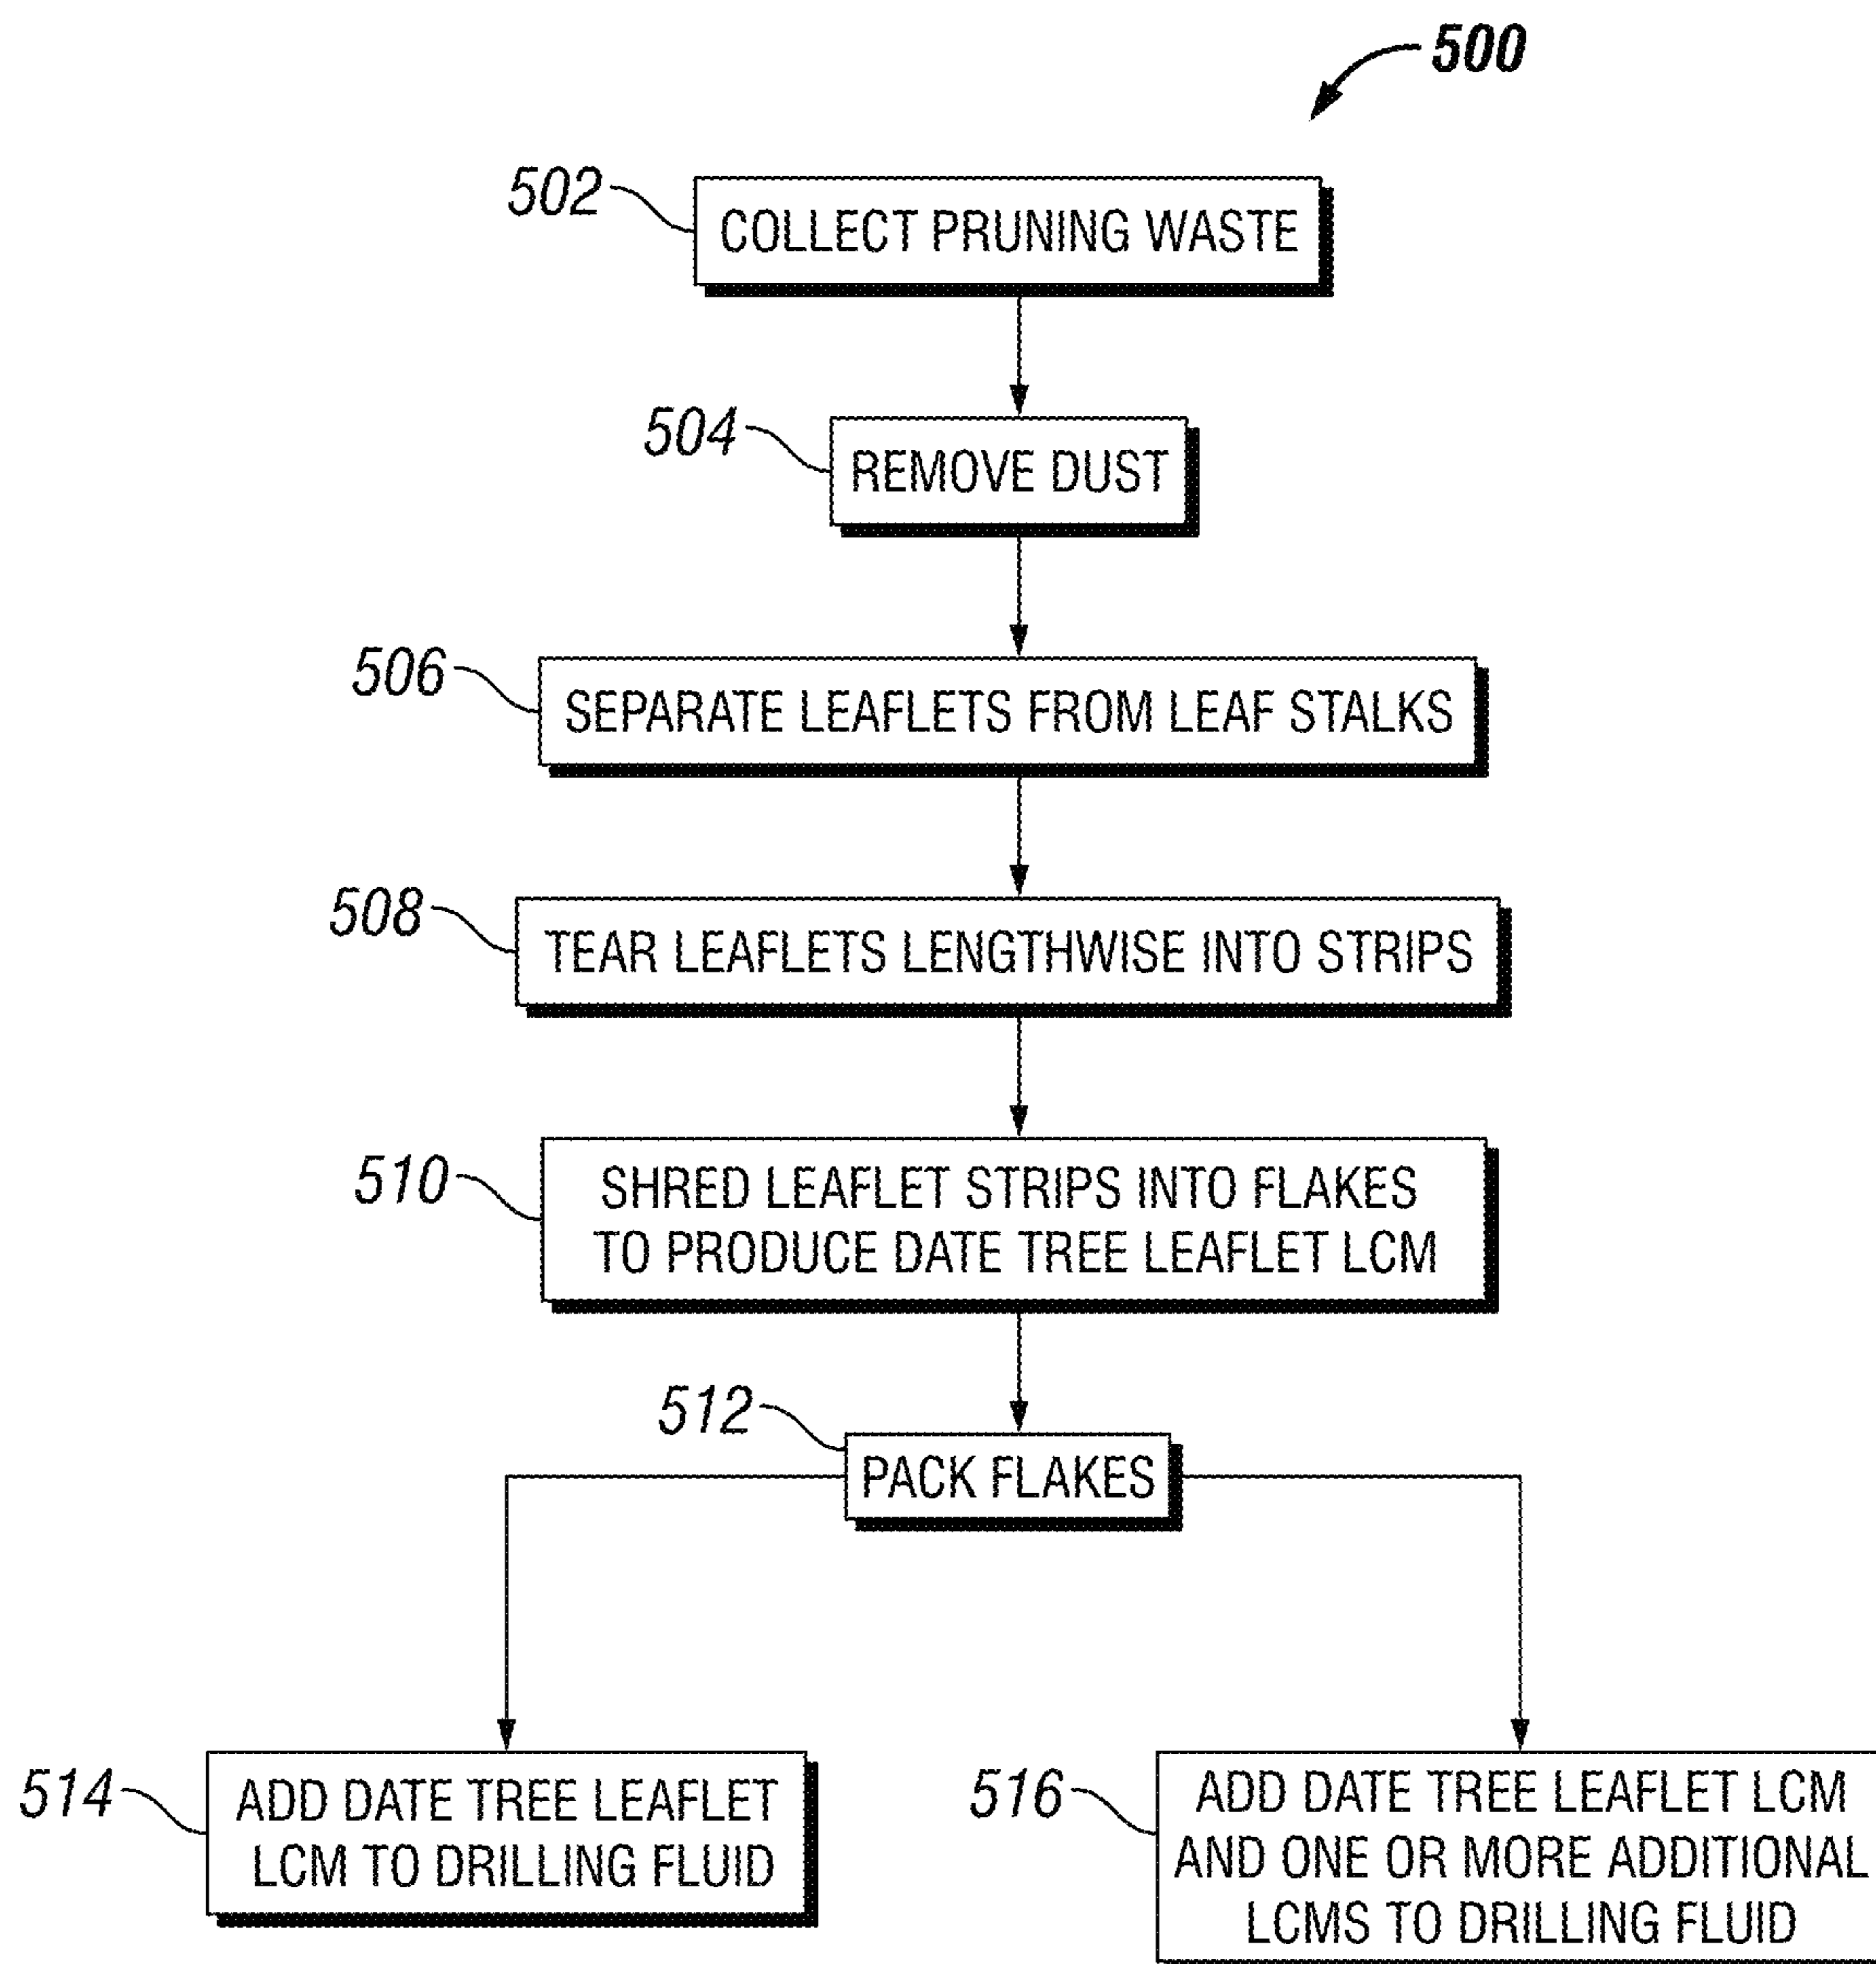 500
502
COLLECT PRUNING WASTE
504
REMOVE DUST
506
SEPARATE LEAFLETS FROM LEAF STALKS
508
TEAR LEAFLETS LENGTHWISE INTO STRIPS
510
SHRED LEAFLET STRIPS INTO FLAKES
TO PRODUCE DATE TREE LEAFLET LCM
512
PACK FLAKES
514
ADD DATE TREE LEAFLET
LCM TO DRILLING FLUID
516
ADD DATE TREE LEAFLET LCM
AND ONE OR MORE ADDITIONAL
LCMS TO DRILLING FLUID